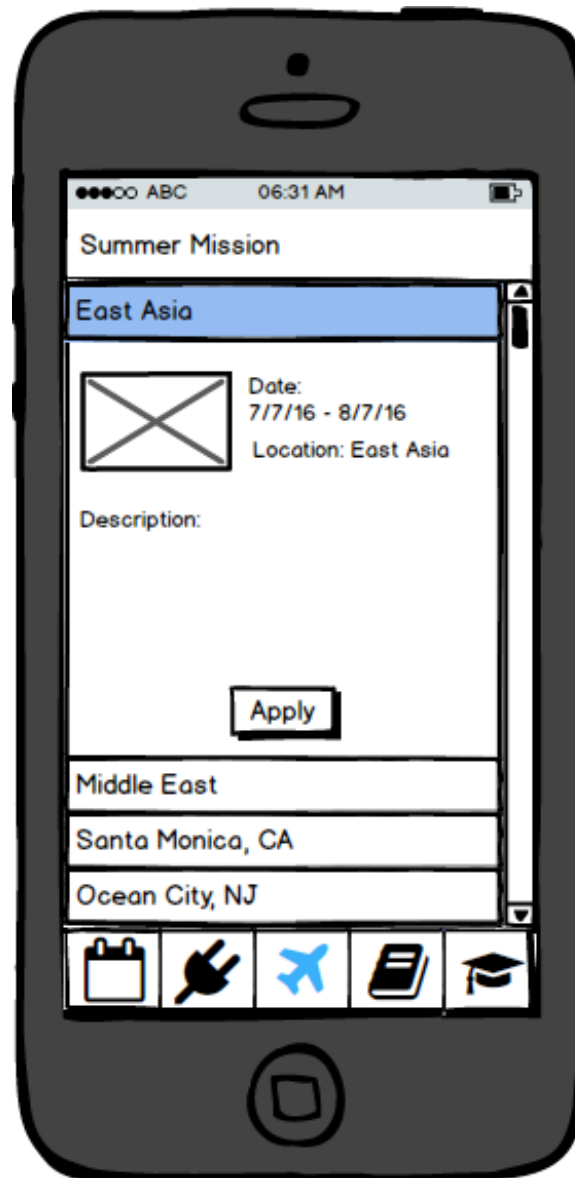 ABC 06:31 AM
Summer Mission
East Asia
Date:
7/7/16 - 8/7/16
Location: East Asia
Description:
Apply
Middle East
Santa Monica, CA
Ocean City, NJ